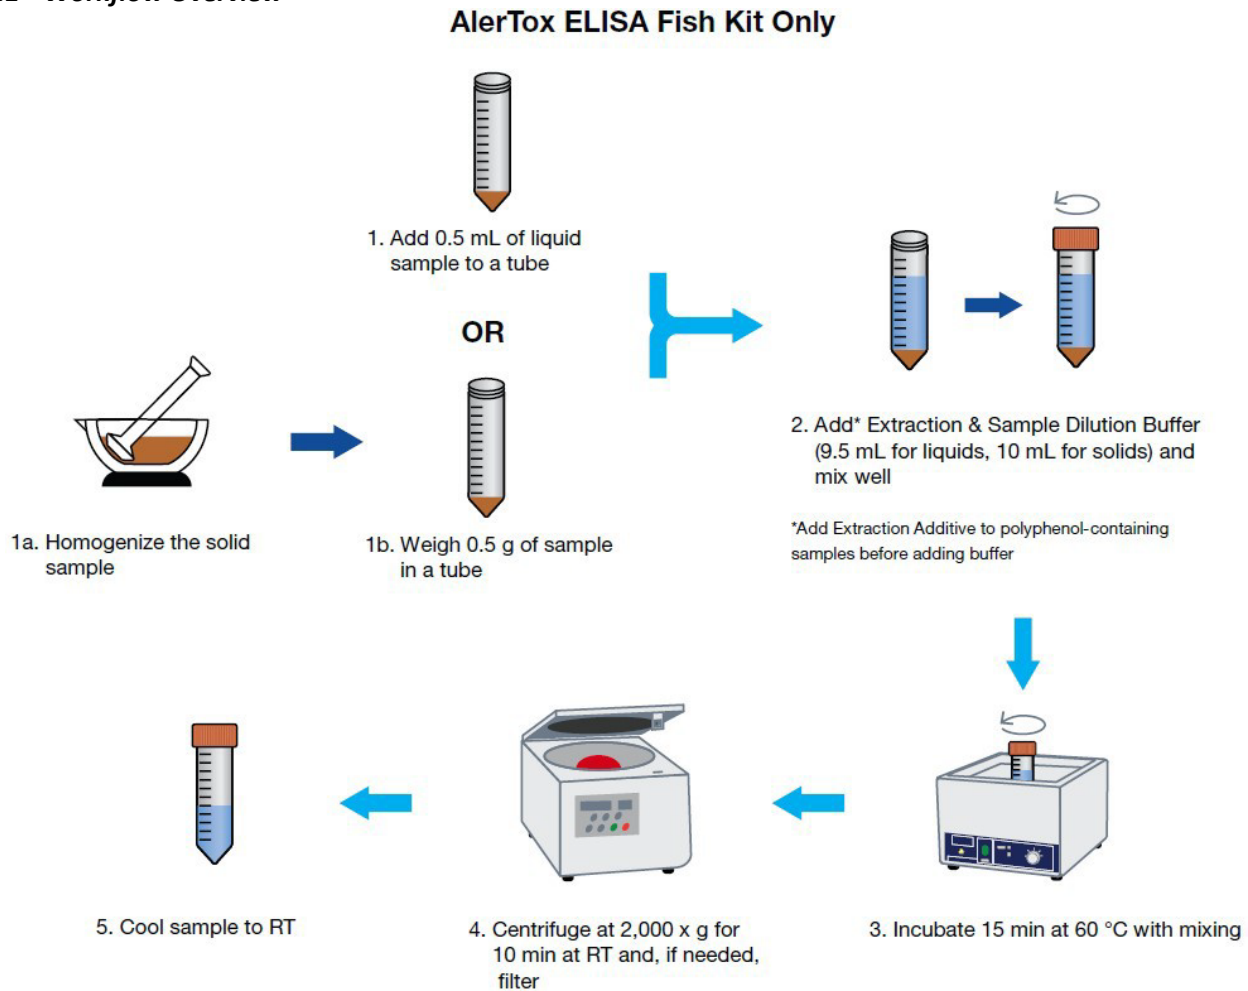 Workflow Overview
AlerTox ELISA Fish Kit Only
1. Add 0.5 mL of liquid
sample to a tube
OR
1a. Homogenize the solid
sample
1b. Weigh 0.5 g of sample
in a tube
2. Add* Extraction & Sample Dilution Buffer
(9.5 mL for liquids, 10 mL for solids) and
mix well
*Add Extraction Additive to polyphenol-containing
samples before adding buffer
3. Incubate 15 min at 60 °C with mixing
4. Centrifuge at 2,000 x g for
10 min at RT and, if needed,
filter
5. Cool sample to RT